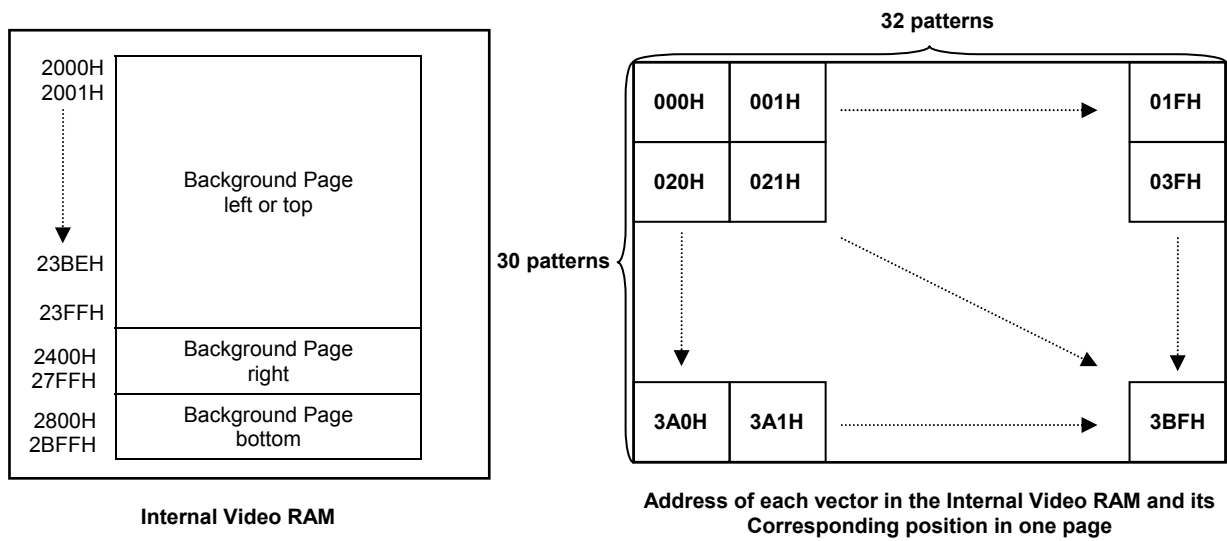 2000H
2001H
Background Page
left or top
23BEH
23FFH
2400H
27FFH
Background Page
right
2800H
2BFFH
Background Page
bottom
Internal Video RAM
32 patterns
30 patterns
000H 001H 01FH
020H 021H 03FH
3A0H 3A1H 3BFH
Address of each vector in the Internal Video RAM and its
Corresponding position in one page